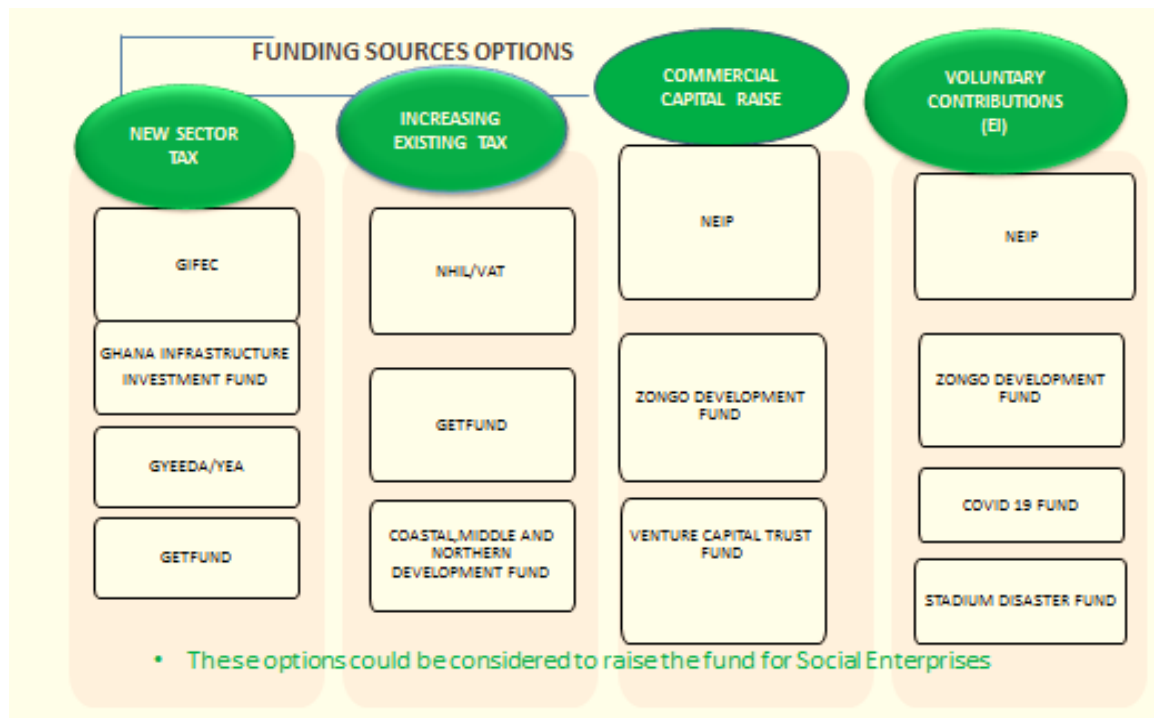 FUNDING SOURCES OPTIONS
NEW SECTOR
TAX
GIFEC
GHANA INFRASTRUCTURE
INVESTMENT FUND
GYEEDA/YEA
GETFUND
INCREASING
EXISTING TAX
NHIL/VAT
GETFUND
COASTAL,MIDDLE AND
NORTHERN
DEVELOPMENT FUND
COMMERCIAL
CAPITAL RAISE
NEIP
ZONGO DEVELOPMENT
FUND
VENTURE CAPITAL TRUST
FUND
VOLUNTARY
CONTRIBUTIONS
(EI)
NEIP
ZONGO DEVELOPMENT
FUND
COVID 19 FUND
STADIUM DISASTER FUND
• These options could be considered to raise the fund for Social Enterprises